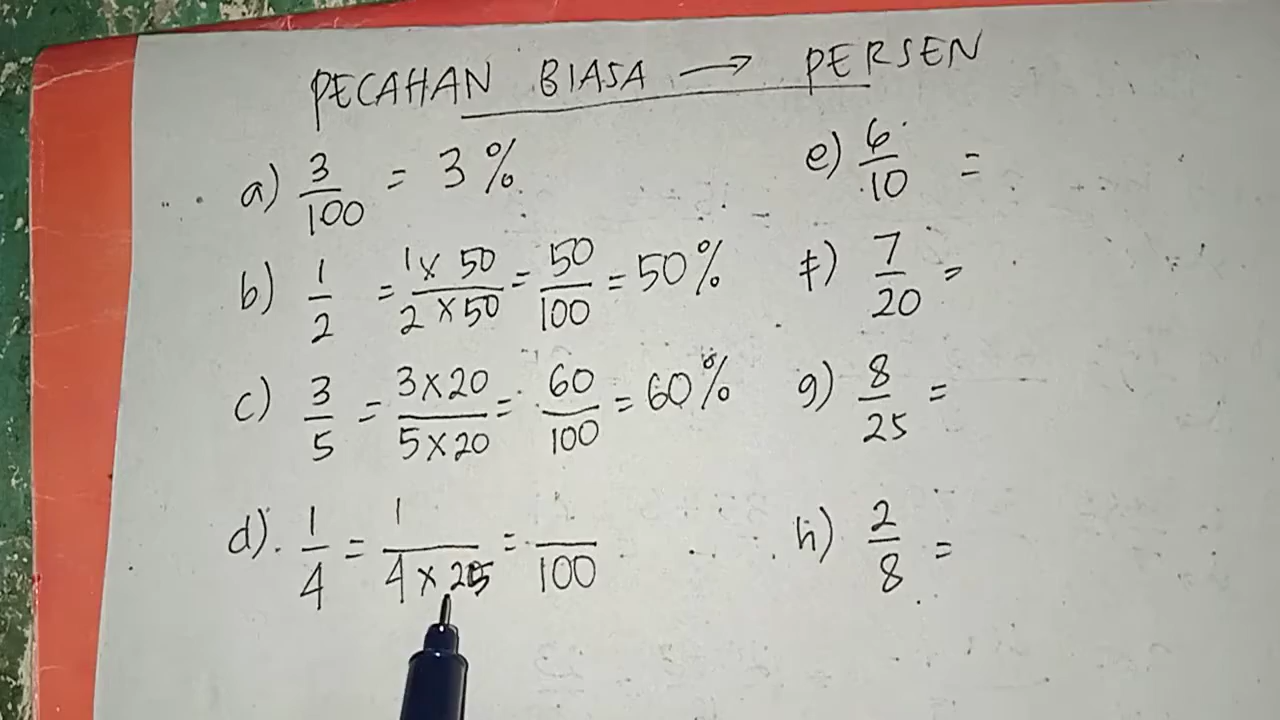 PECAHAN BIASA → PERSEN
a) 3/100 = 3%
b) 1/2 = 1 x 50 / 2 x 50 = 50/100 = 50%
c) 3/5 = 3 x 20 / 5 x 20 = 60/100 = 60%
d). 1/4 = 1 / 4 x 25 = /100
e) 6/10 =
f) 7/20 =
g) 8/25 =
h) 2/8 =